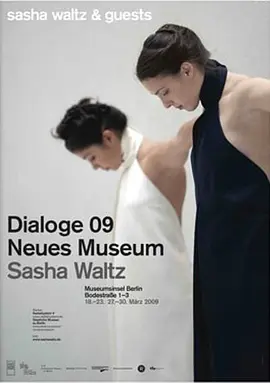 sasha waltz & guests
Dialoge 09
Neues Museum
Sasha Waltz
Museumsinsel Berlin
Bodestraße 1–3
18.–23. 27.–30. März 2009